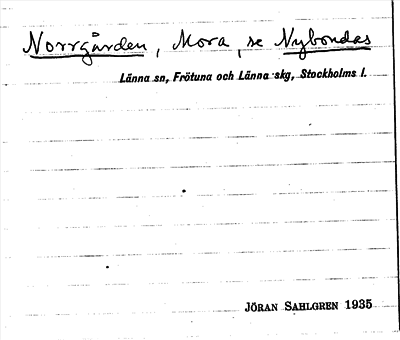 Norrgården, Mora, se Nybondas
Länna sn, Frötuna och Länna skg, Stockholms l.
JÖRAN SAHLGREN 1935